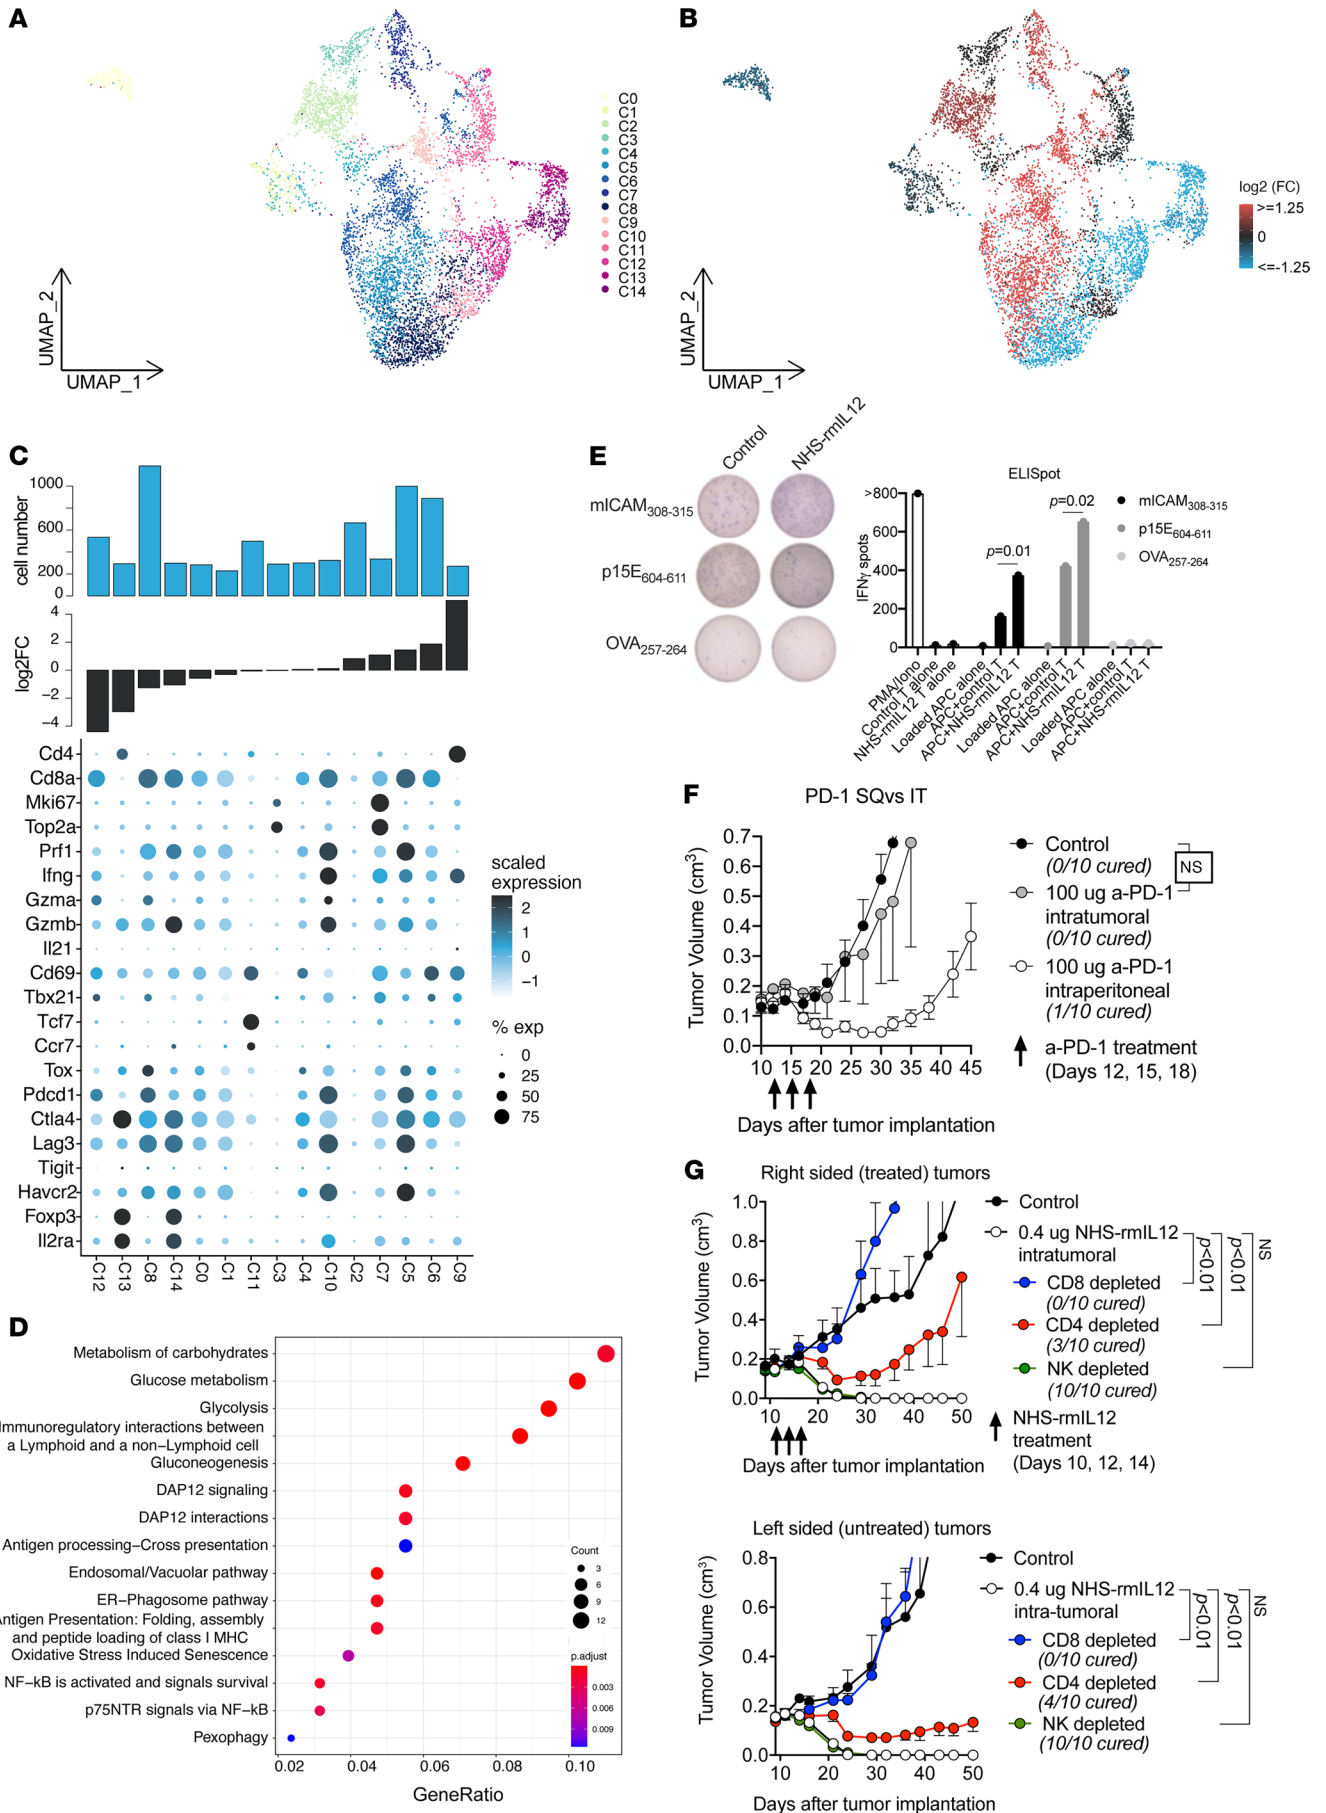 A
C0
C1
C2
C3
C4
C5
C6
C7
C8
C9
C10
C11
C12
C13
C14
UMAP_2
UMAP_1
B
log2 (FC)
>=1.25
0
<=-1.25
UMAP_2
UMAP_1
C
cell number
1000
600
200
0
log2FC
4
2
0
−2
−4
Cd4
Cd8a
Mki67
Top2a
Prf1
Ifng
Gzma
Gzmb
Il21
Cd69
Tbx21
Tcf7
Ccr7
Tox
Pdcd1
Ctla4
Lag3
Tigit
Havcr2
Foxp3
Il2ra
C12
C13
C8
C14
C0
C1
C11
C3
C4
C10
C2
C7
C5
C6
C9
scaled
expression
2
1
0
−1
% exp
0
25
50
75
D
Metabolism of carbohydrates
Glucose metabolism
Glycolysis
Immunoregulatory interactions between
a Lymphoid and a non−Lymphoid cell
Gluconeogenesis
DAP12 signaling
DAP12 interactions
Antigen processing−Cross presentation
Endosomal/Vacuolar pathway
ER−Phagosome pathway
Antigen Presentation: Folding, assembly
and peptide loading of class I MHC
Oxidative Stress Induced Senescence
NF−kB is activated and signals survival
p75NTR signals via NF−kB
Pexophagy
0.02
0.04
0.06
0.08
0.10
GeneRatio
Count
3
6
9
12
p.adjust
0.003
0.006
0.009
E
Control
NHS-rmIL12
mICAM308-315
p15E604-611
OVA257-264
ELISpot
IFNγ spots
>800
600
400
200
0
p=0.01
p=0.02
mICAM308-315
p15E604-611
OVA257-264
PMA/Iono
Control T alone
NHS-rmIL12 T alone
Loaded APC alone
APC+control T
APC+NHS-rmIL12 T
Loaded APC alone
APC+control T
APC+NHS-rmIL12 T
Loaded APC alone
APC+control T
APC+NHS-rmIL12 T
F
PD-1 SQvs IT
Tumor Volume (cm3)
0.7
0.6
0.5
0.4
0.3
0.2
0.1
0.0
10
15
20
25
30
35
40
45
Days after tumor implantation
Control
(0/10 cured)
NS
100 ug a-PD-1
intratumoral
(0/10 cured)
100 ug a-PD-1
intraperitoneal
(1/10 cured)
a-PD-1 treatment
(Days 12, 15, 18)
G
Right sided (treated) tumors
Tumor Volume (cm3)
1.0
0.8
0.6
0.4
0.2
0.0
10
20
30
40
50
Days after tumor implantation
Control
0.4 ug NHS-rmIL12
intratumoral
CD8 depleted
(0/10 cured)
CD4 depleted
(3/10 cured)
NK depleted
(10/10 cured)
p<0.01
p<0.01
NS
NHS-rmIL12
treatment
(Days 10, 12, 14)
Left sided (untreated) tumors
Tumor Volume (cm3)
0.8
0.6
0.4
0.2
0.0
10
20
30
40
50
Days after tumor implantation
Control
0.4 ug NHS-rmIL12
intra-tumoral
CD8 depleted
(0/10 cured)
CD4 depleted
(4/10 cured)
NK depleted
(10/10 cured)
p<0.01
p<0.01
NS